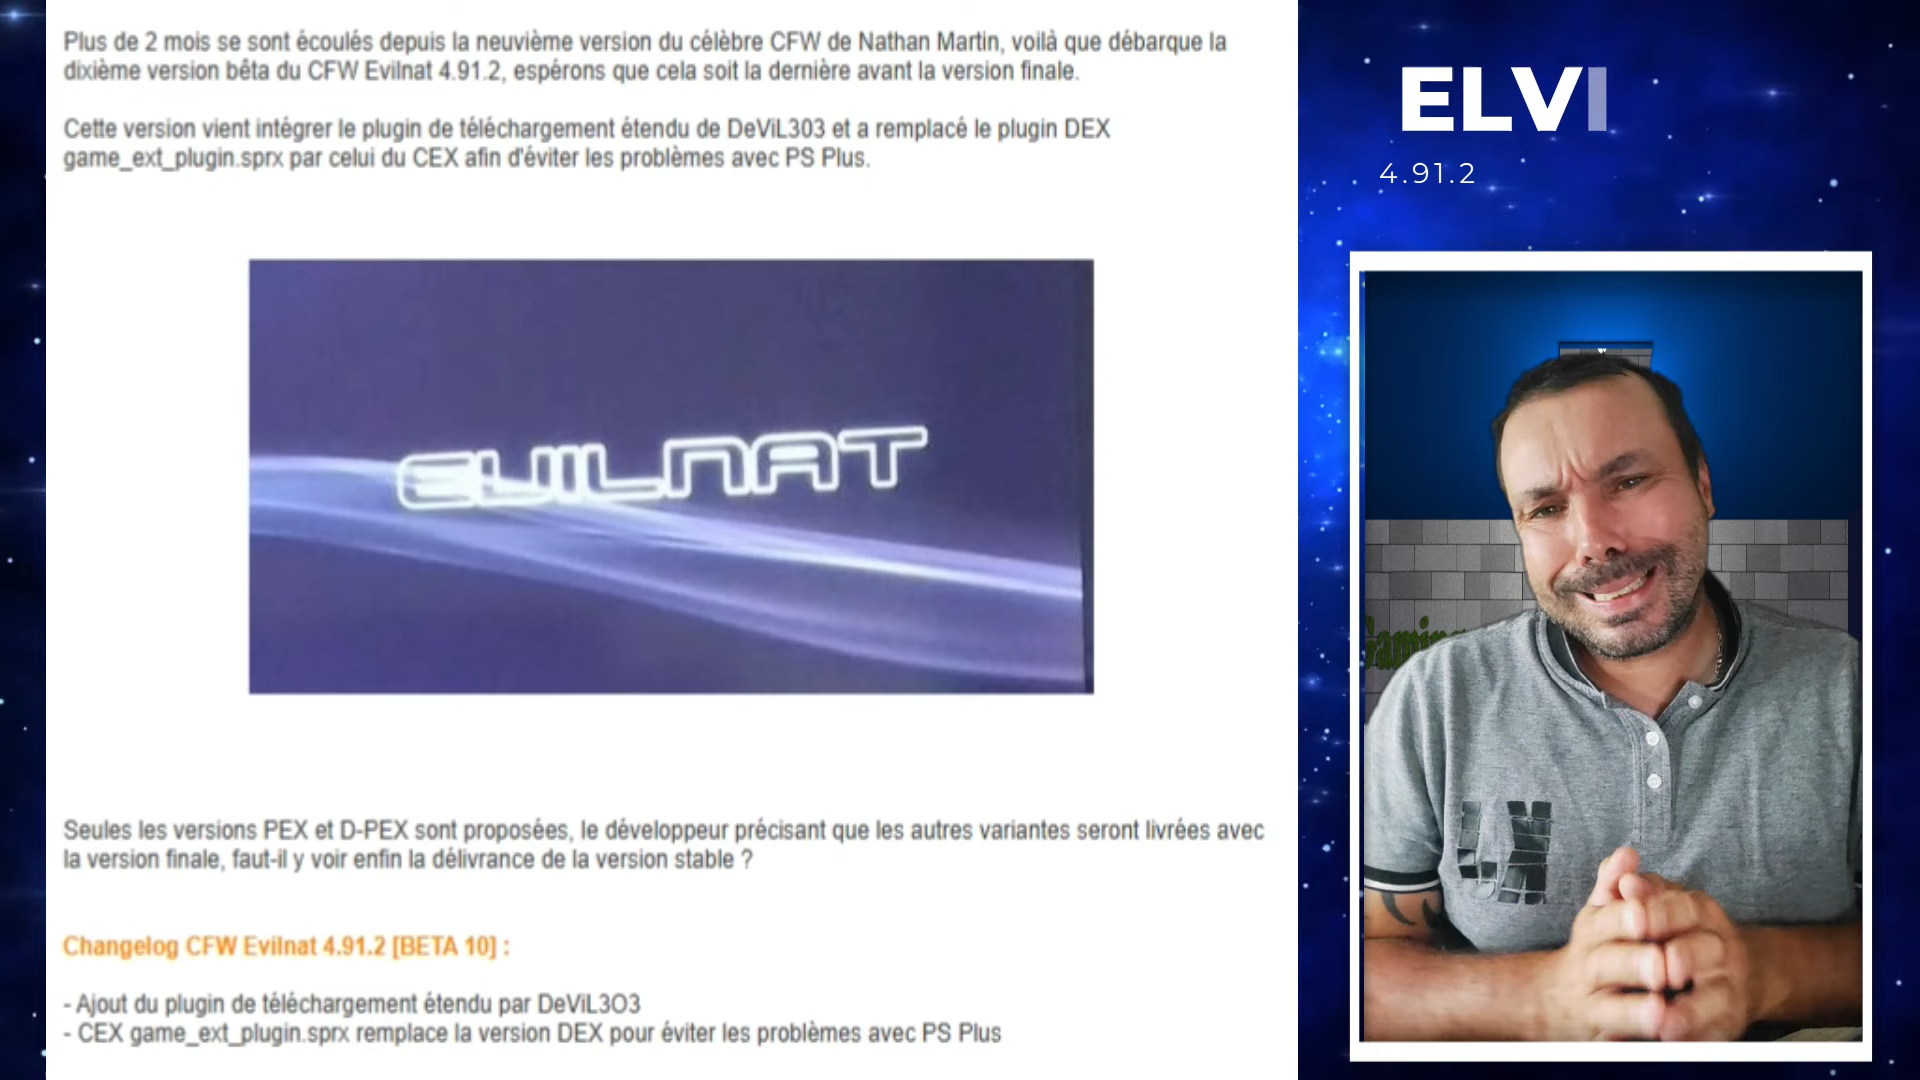 Plus de 2 mois se sont écoulés depuis la neuvième version du célèbre CFW de Nathan Martin, voilà que débarque la
dixième version bêta du CFW Evilnat 4.91.2, espérons que cela soit la dernière avant la version finale.
Cette version vient intégrer le plugin de téléchargement étendu de DeViL303 et a remplacé le plugin DEX
game_ext_plugin.sprx par celui du CEX afin d'éviter les problèmes avec PS Plus.
EVILNAT
Seules les versions PEX et D-PEX sont proposées, le développeur précisant que les autres variantes seront livrées avec
la version finale, faut-il y voir enfin la délivrance de la version stable ?
Changelog CFW Evilnat 4.91.2 [BETA 10] :
- Ajout du plugin de téléchargement étendu par DeViL3O3
- CEX game_ext_plugin.sprx remplace la version DEX pour éviter les problèmes avec PS Plus
ELVI
4.91.2